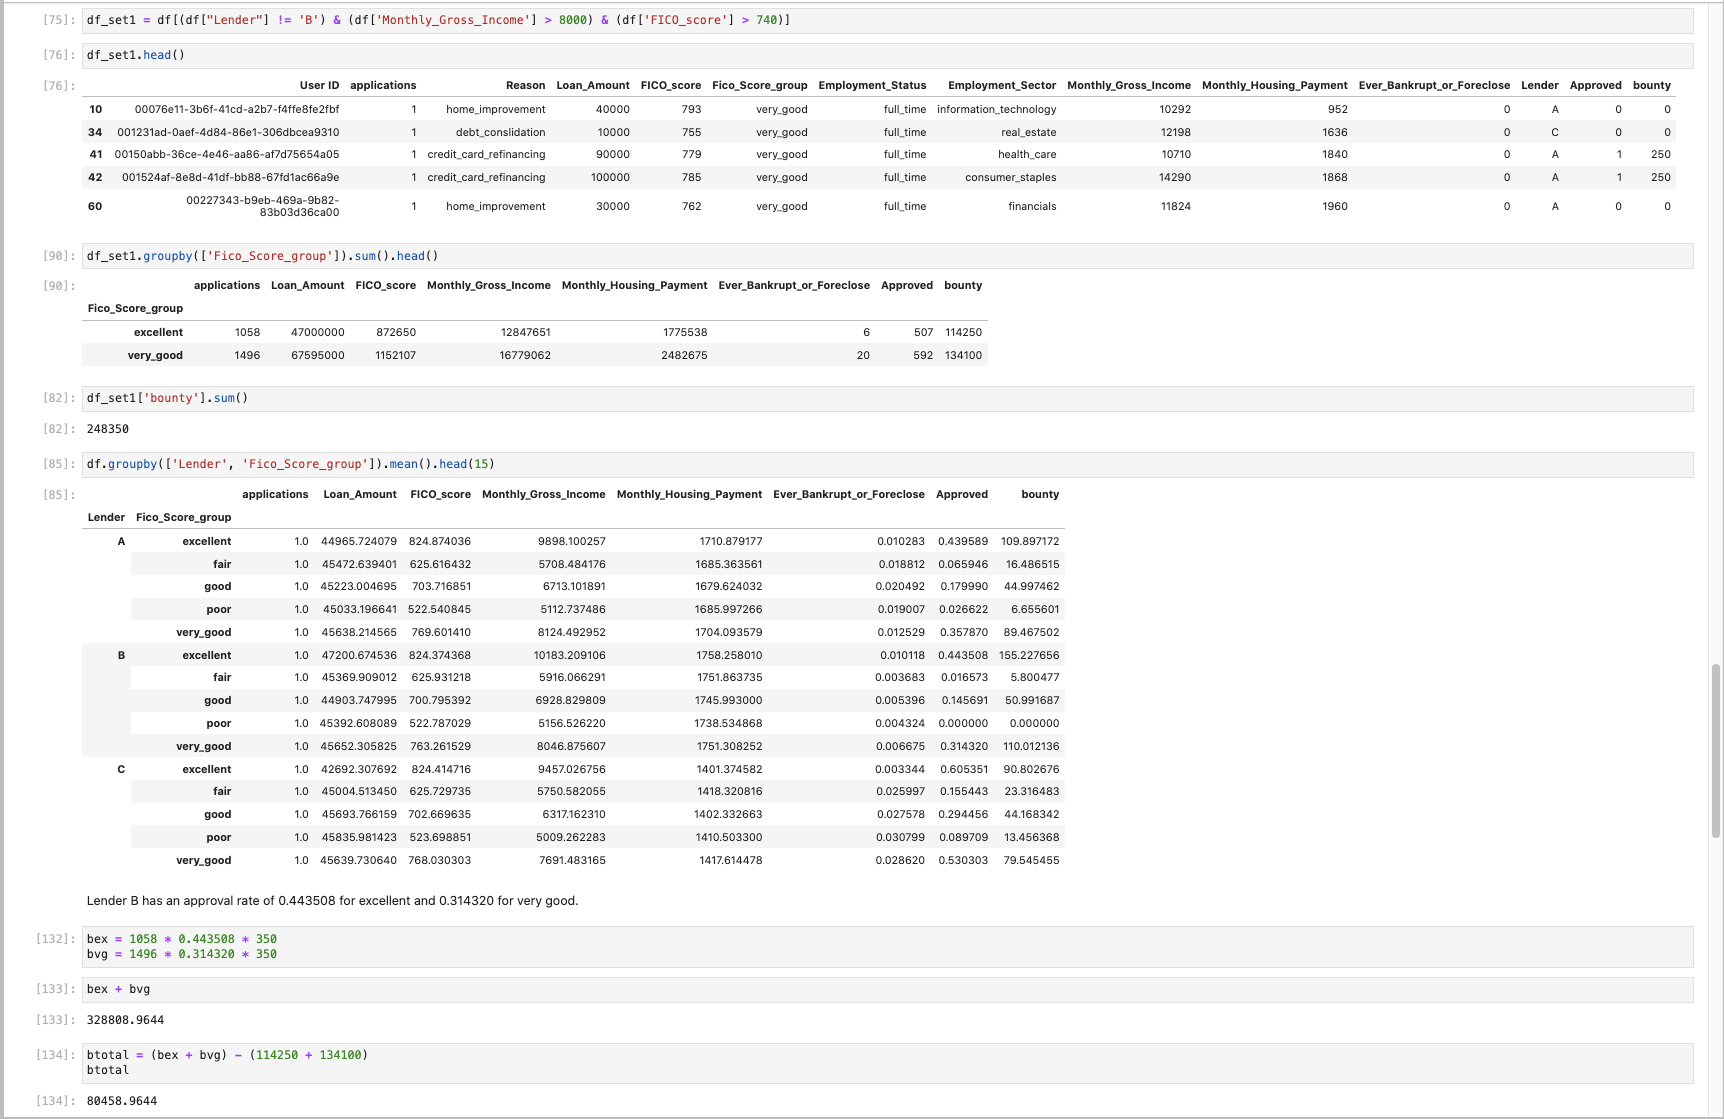 [75]: df_set1 = df[(df["Lender"] != 'B') & (df['Monthly_Gross_Income'] > 8000) & (df['FICO_score'] > 740)]
[76]: df_set1.head()
[76]: User ID applications Reason Loan_Amount FICO_score Fico_Score_group Employment_Status Employment_Sector Monthly_Gross_Income Monthly_Housing_Payment Ever_Bankrupt_or_Foreclose Lender Approved bounty
10 00076e11-3b6f-41cd-a2b7-f4ffe8fe2fbf 1 home_improvement 40000 793 very_good full_time information_technology 10292 952 0 A 0 0
34 001231ad-0aef-4d84-86e1-306dbcea9310 1 debt_conslidation 10000 755 very_good full_time real_estate 12198 1636 0 C 0 0
41 00150abb-36ce-4e46-aa86-af7d75654a05 1 credit_card_refinancing 90000 779 very_good full_time health_care 10710 1840 0 A 1 250
42 001524af-8e8d-41df-bb88-67fd1ac66a9e 1 credit_card_refinancing 100000 785 very_good full_time consumer_staples 14290 1868 0 A 1 250
60 00227343-b9eb-469a-9b82-
83b03d36ca00 1 home_improvement 30000 762 very_good full_time financials 11824 1960 0 A 0 0
[90]: df_set1.groupby(['Fico_Score_group']).sum().head()
[90]: applications Loan_Amount FICO_score Monthly_Gross_Income Monthly_Housing_Payment Ever_Bankrupt_or_Foreclose Approved bounty
Fico_Score_group
excellent 1058 47000000 872650 12847651 1775538 6 507 114250
very_good 1496 67595000 1152107 16779062 2482675 20 592 134100
[82]: df_set1['bounty'].sum()
[82]: 248350
[85]: df.groupby(['Lender', 'Fico_Score_group']).mean().head(15)
[85]: applications Loan_Amount FICO_score Monthly_Gross_Income Monthly_Housing_Payment Ever_Bankrupt_or_Foreclose Approved bounty
Lender Fico_Score_group
A excellent 1.0 44965.724079 824.874036 9898.100257 1710.879177 0.010283 0.439589 109.897172
fair 1.0 45472.639401 625.616432 5708.484176 1685.363561 0.018812 0.065946 16.486515
good 1.0 45223.004695 703.716851 6713.101891 1679.624032 0.020492 0.179990 44.997462
poor 1.0 45033.196641 522.540845 5112.737486 1685.997266 0.019007 0.026622 6.655601
very_good 1.0 45638.214565 769.601410 8124.492952 1704.093579 0.012529 0.357870 89.467502
B excellent 1.0 47200.674536 824.374368 10183.209106 1758.258010 0.010118 0.443508 155.227656
fair 1.0 45369.909012 625.931218 5916.066291 1751.863735 0.003683 0.016573 5.800477
good 1.0 44903.747995 700.795392 6928.829809 1745.993000 0.005396 0.145691 50.991687
poor 1.0 45392.608089 522.787029 5156.526220 1738.534868 0.004324 0.000000 0.000000
very_good 1.0 45652.305825 763.261529 8046.875607 1751.308252 0.006675 0.314320 110.012136
C excellent 1.0 42692.307692 824.414716 9457.026756 1401.374582 0.003344 0.605351 90.802676
fair 1.0 45004.513450 625.729735 5750.582055 1418.320816 0.025997 0.155443 23.316483
good 1.0 45693.766159 702.669635 6317.162310 1402.332663 0.027578 0.294456 44.168342
poor 1.0 45835.981423 523.698851 5009.262283 1410.503300 0.030799 0.089709 13.456368
very_good 1.0 45639.730640 768.030303 7691.483165 1417.614478 0.028620 0.530303 79.545455
Lender B has an approval rate of 0.443508 for excellent and 0.314320 for very good.
[132]: bex = 1058 * 0.443508 * 350
bvg = 1496 * 0.314320 * 350
[133]: bex + bvg
[133]: 328808.9644
[134]: btotal = (bex + bvg) - (114250 + 134100)
btotal
[134]: 80458.9644